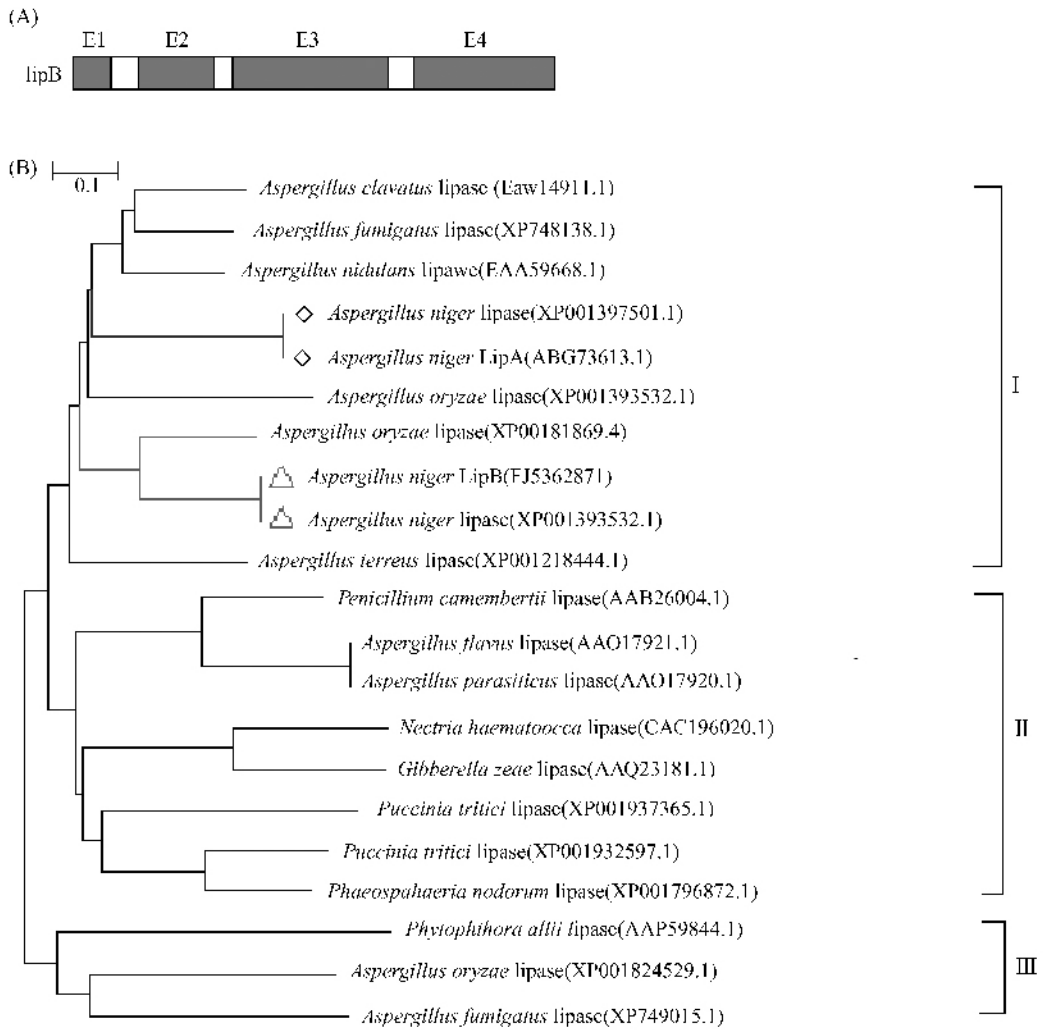 (A)
E1 E2 E3 E4
lipB
(B)
0.1
Aspergillus clavatus lipase (Eaw14911.1)
Aspergillus fumigatus lipase(XP748138.1)
Aspergillus nidulans lipawe(EAA59668.1)
Aspergillus niger lipase(XP001397501.1)
Aspergillus niger LipA(ABG73613.1)
I
Aspergillus oryzae lipase(XP001393532.1)
Aspergillus oryzae lipase(XP00181869.4)
Aspergillus niger LipB(FJ5362871)
Aspergillus niger lipase(XP001393532.1)
Aspergillus terreus lipase(XP001218444.1)
Penicillium camembertii lipase(AAB26004.1)
Aspergillus flavus lipase(AAO17921.1)
Aspergillus parasiticus lipase(AAO17920.1)
Nectria haematoocca lipase(CAC196020.1)
II
Gibberella zeae lipase(AAQ23181.1)
Puccinia tritici lipase(XP001937365.1)
Puccinia tritici lipase(XP001932597.1)
Phaeospahaeria nodorum lipase(XP001796872.1)
Phytophthora allii lipase(AAP59844.1)
Aspergillus oryzae lipase(XP001824529.1)
III
Aspergillus fumigatus lipase(XP749015.1)